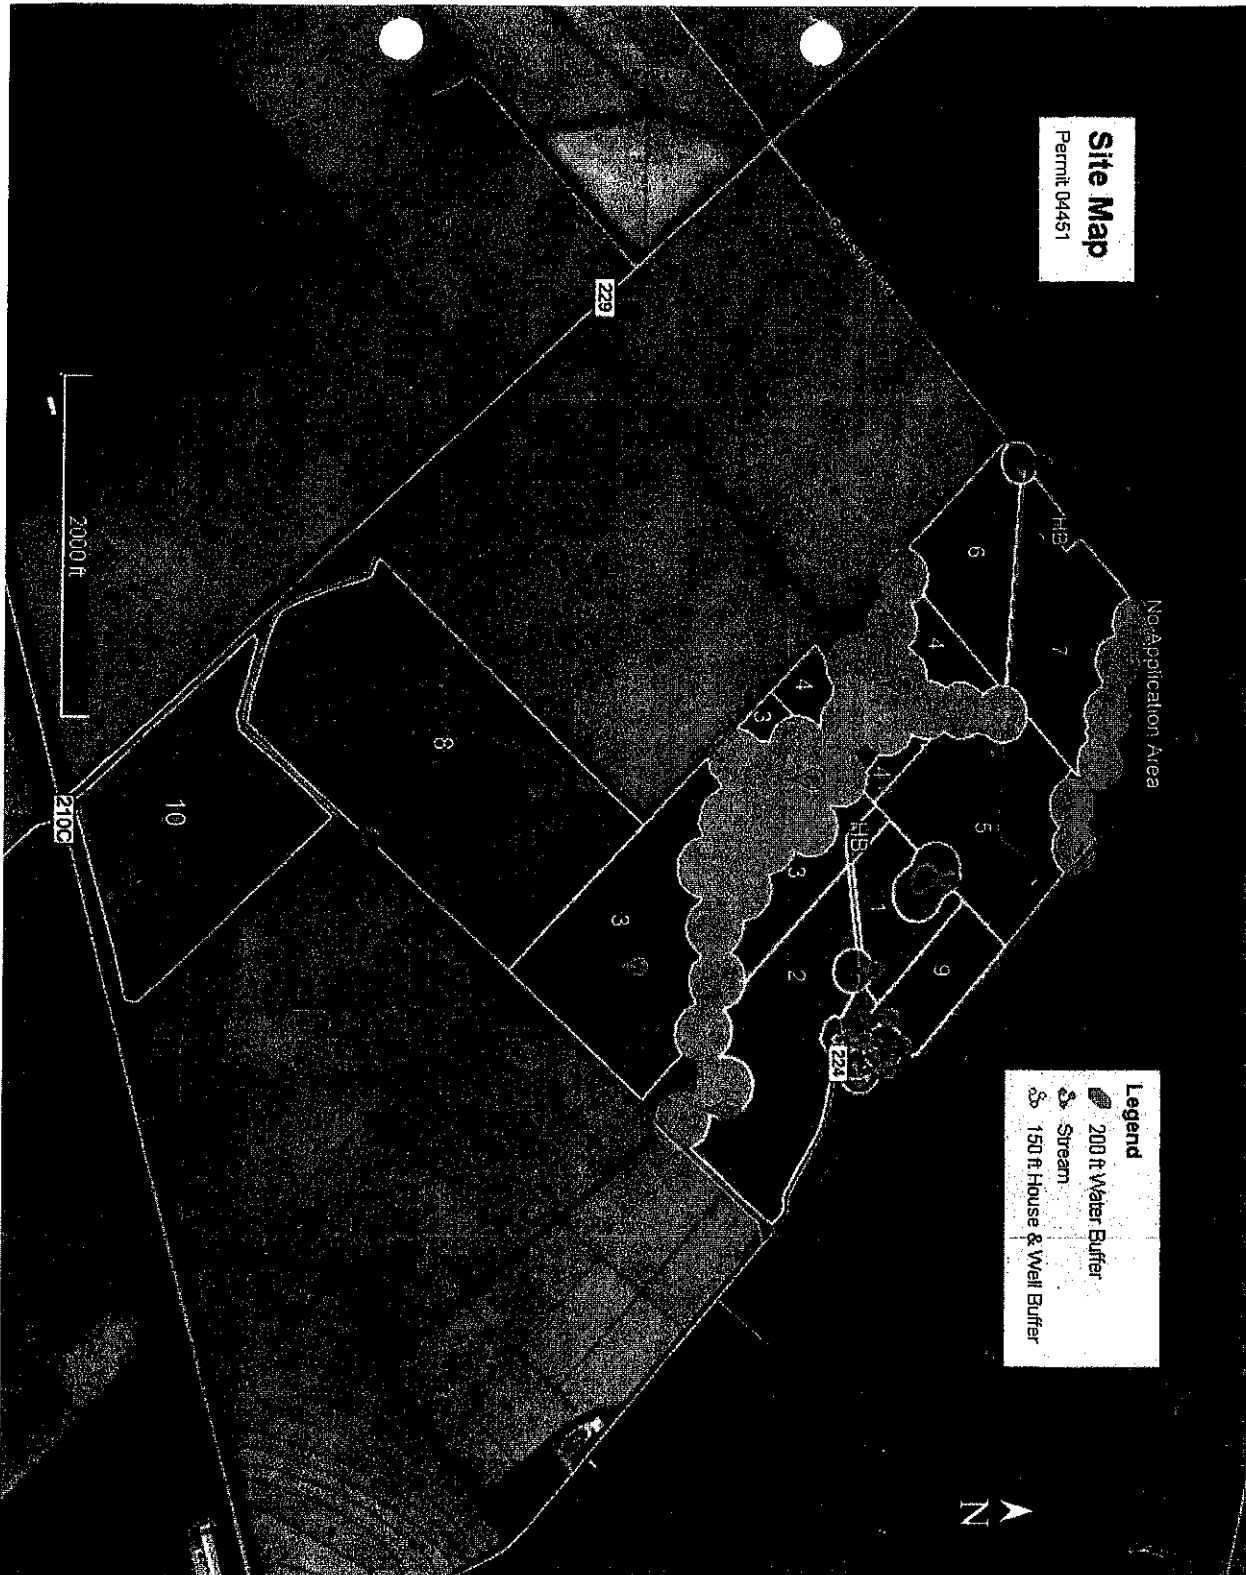 Site Map
Permit 04451
No Application Area
HB
7
6
4
5
4
4
3
HB
1
9
3
2
3
224
229
8
10
210C
2000 ft
Legend
200 ft Water Buffer
Stream
150 ft House & Well Buffer
N